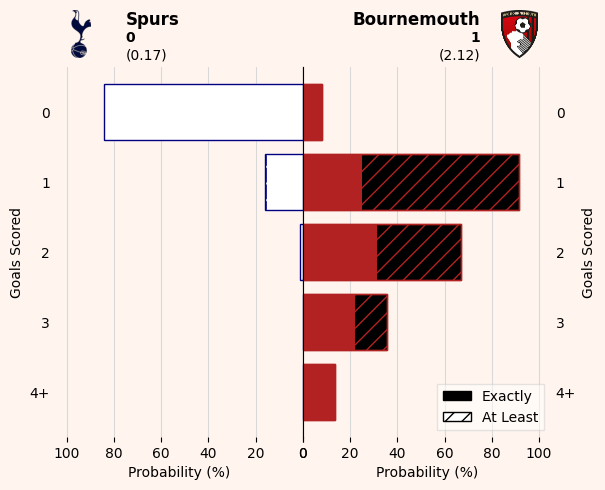 Spurs
0
(0.17)
Bournemouth
1
(2.12)
0
1
2
3
4+
Goals Scored
0
1
2
3
4+
Goals Scored
Exactly
At Least
100 80 60 40 20 0
0 20 40 60 80 100
Probability (%)
Probability (%)